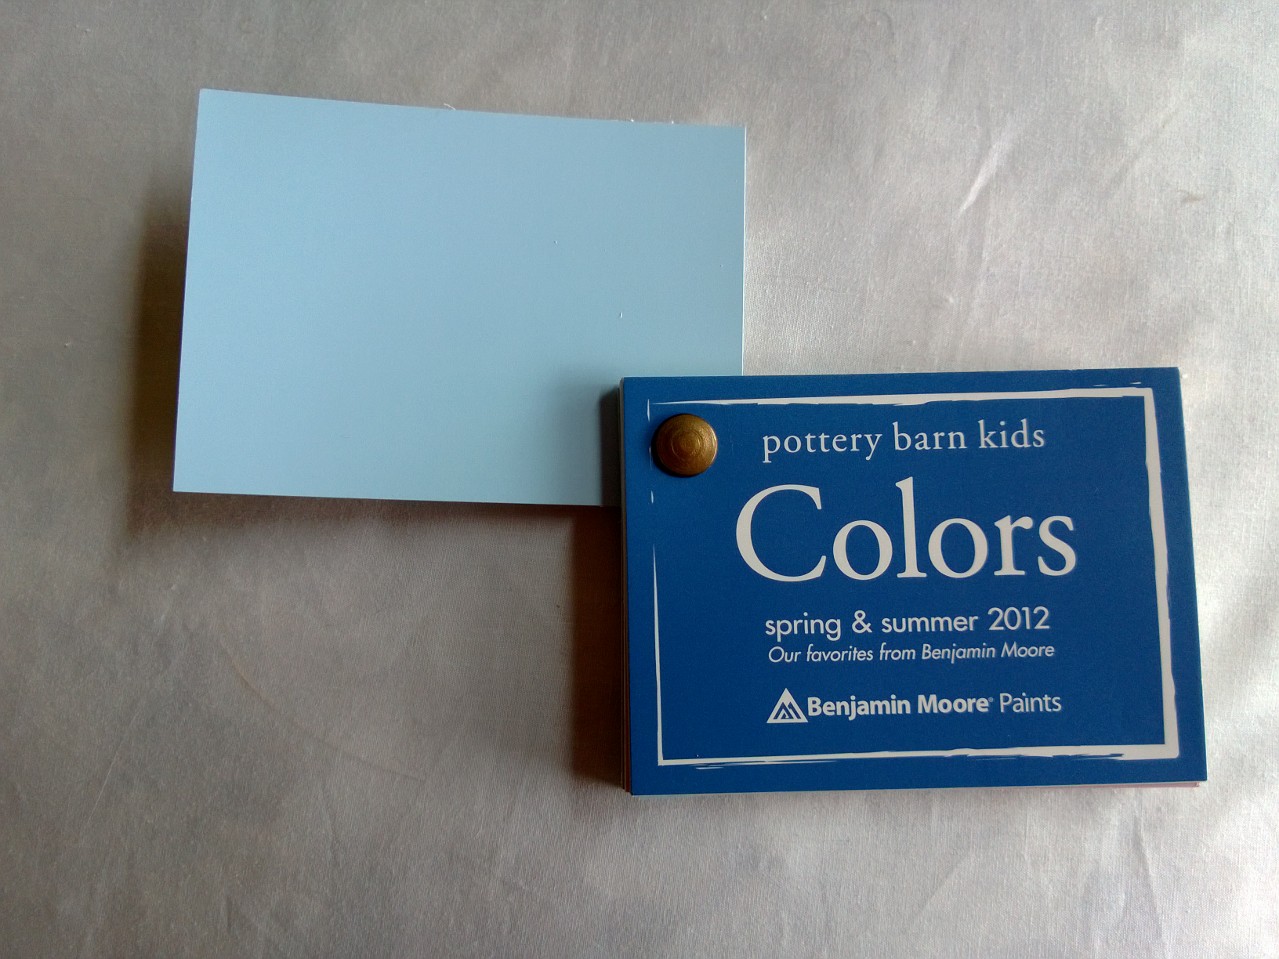 pottery barn kids
Colors
spring & summer 2012
Our favorites from Benjamin Moore
Benjamin Moore® Paints